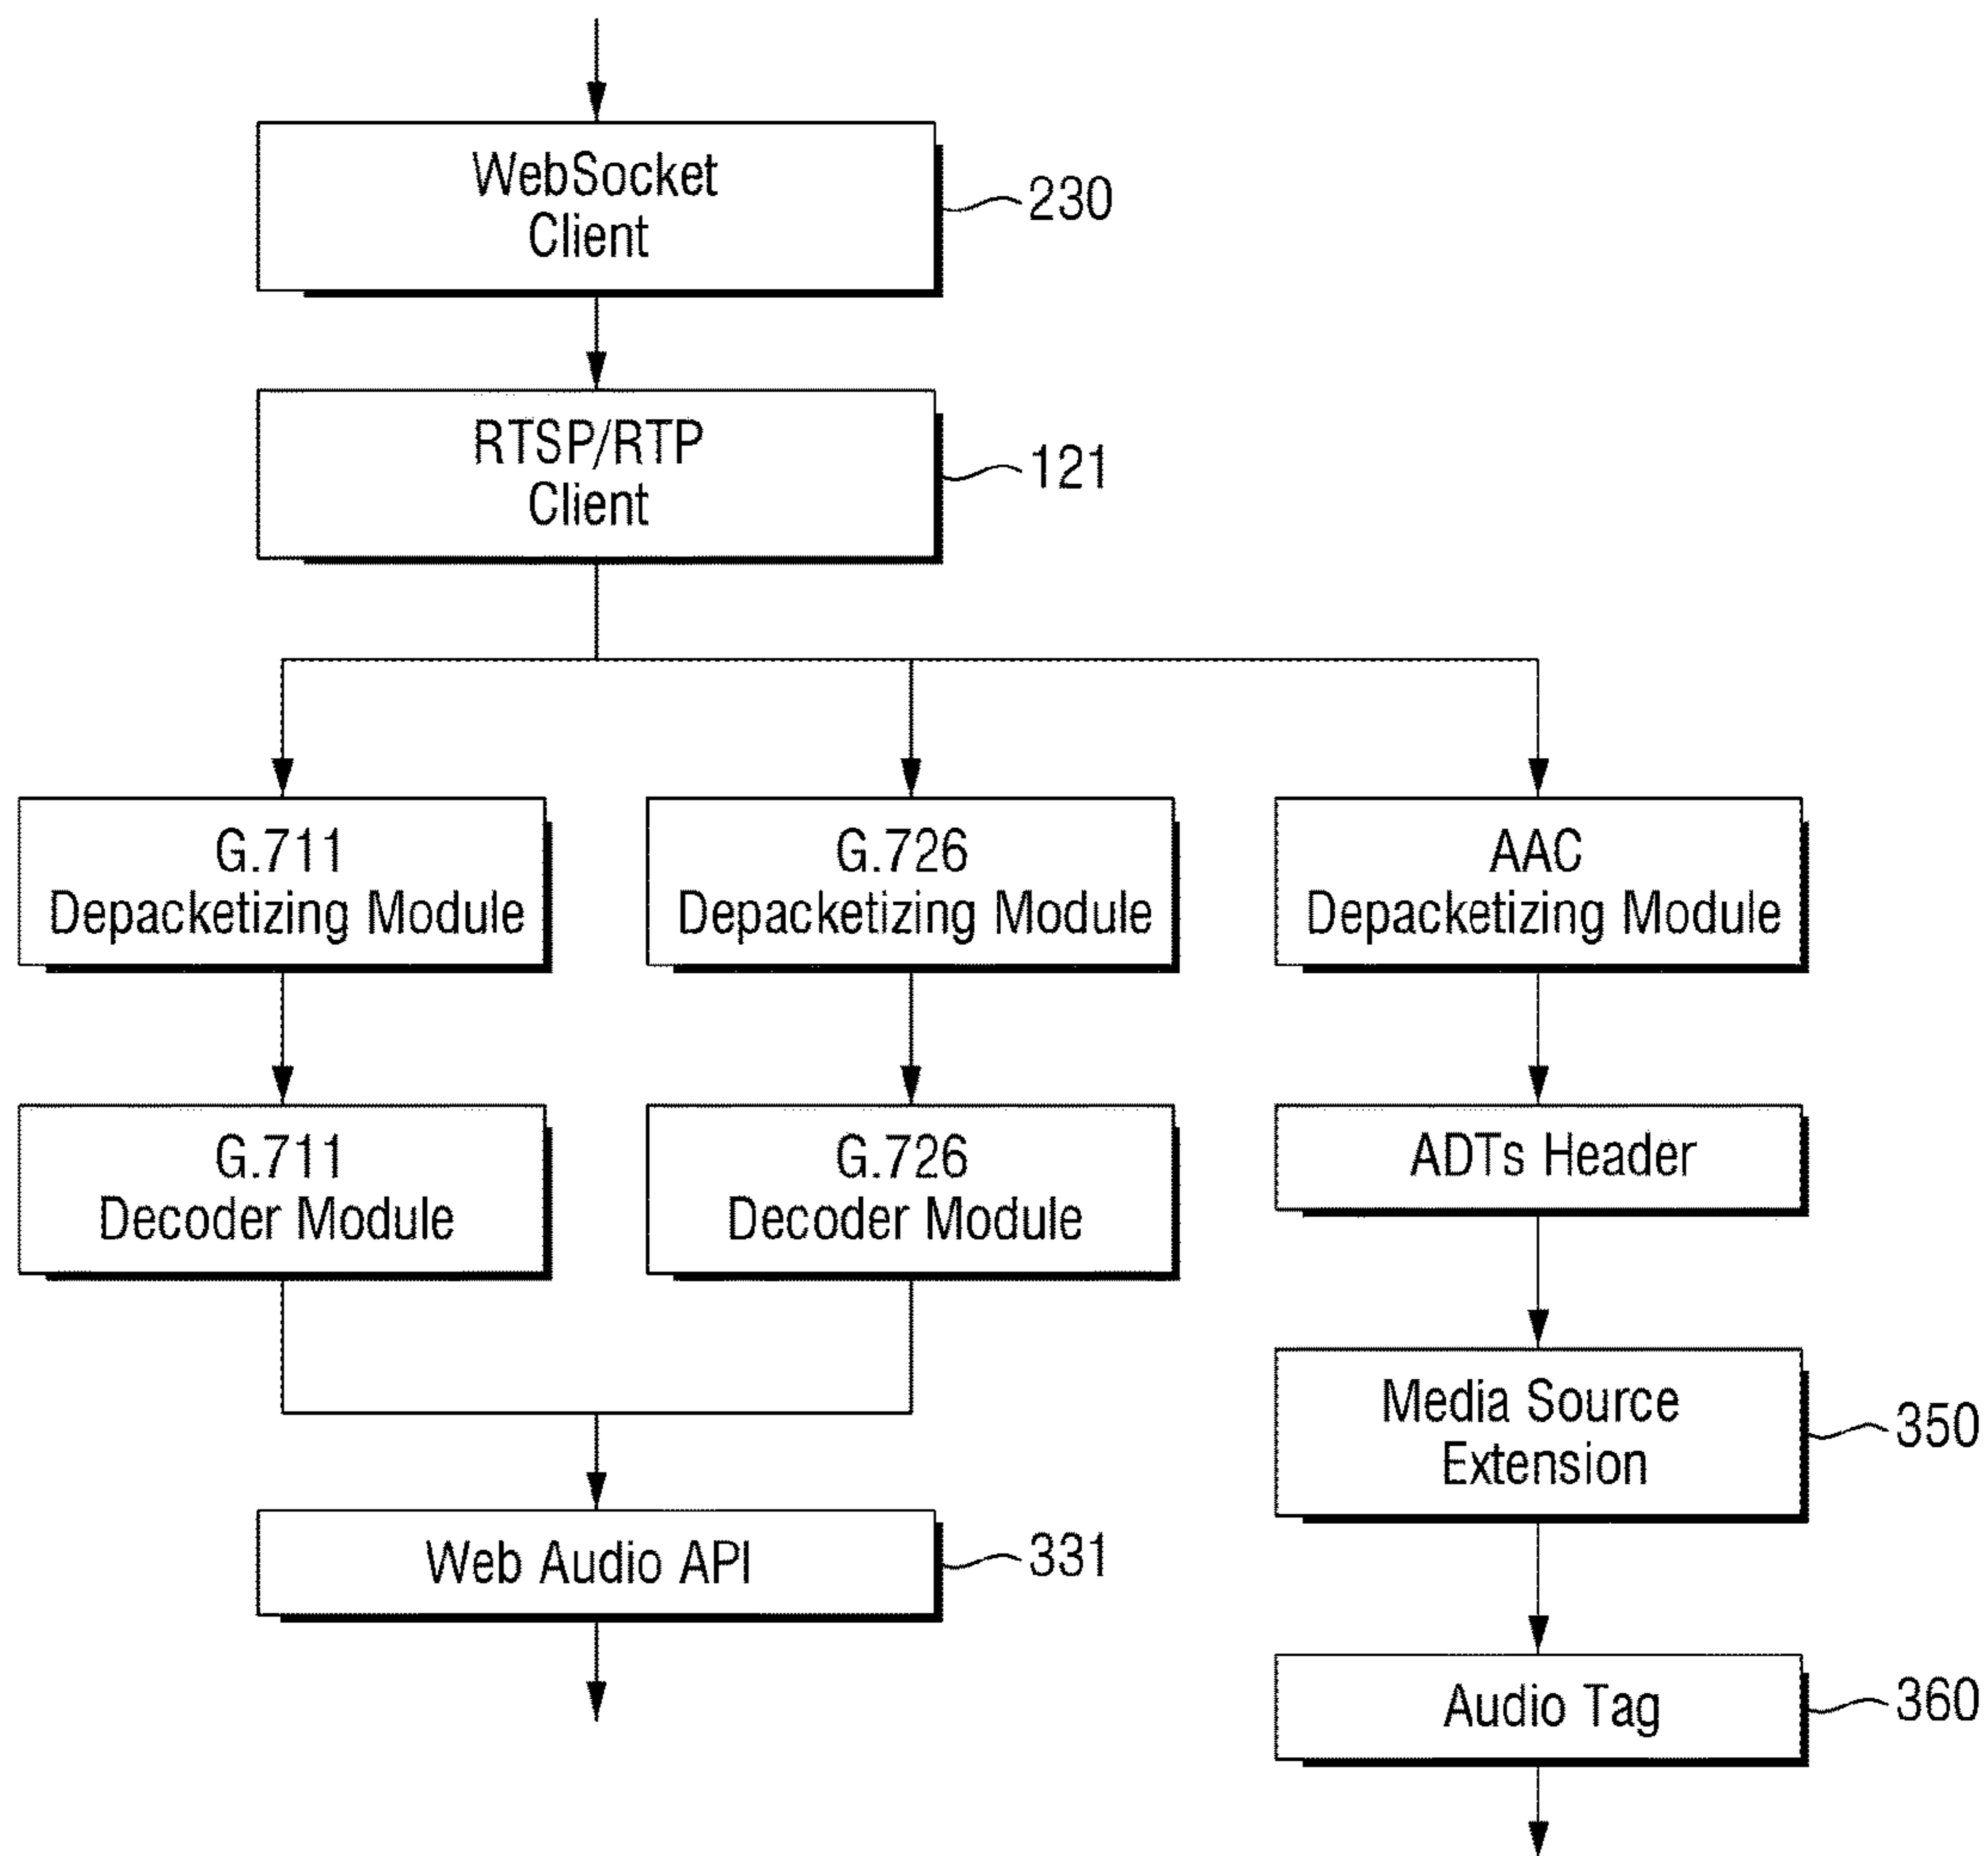 WebSocket
Client
230
RTSP/RTP
Client
121
G.711
Depacketizing Module
G.726
Depacketizing Module
AAC
Depacketizing Module
G.711
Decoder Module
G.726
Decoder Module
ADTs Header
Media Source
Extension
350
Web Audio API
331
Audio Tag
360